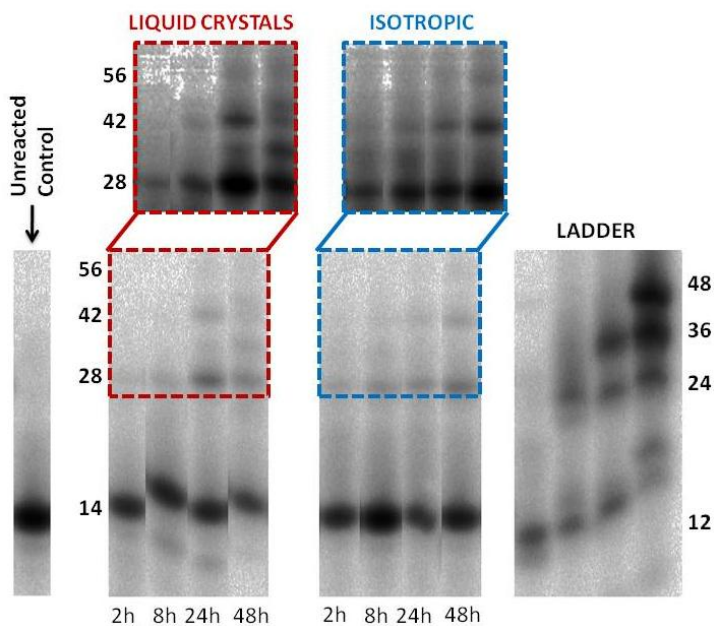 LIQUID CRYSTALS
ISOTROPIC
56
42
28
Unreacted
Control
LADDER
56
42
28
14
48
36
24
12
2h 8h 24h 48h
2h 8h 24h 48h